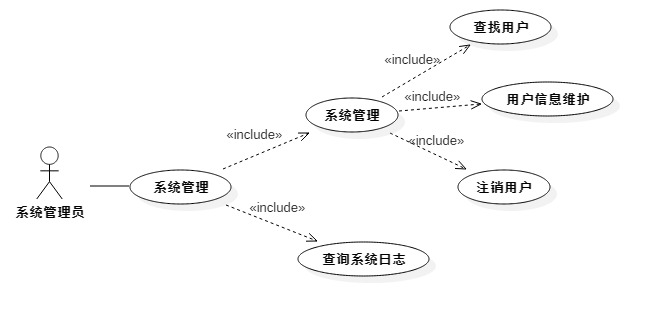 查找用户
«include»
用户信息维护
«include»
系统管理
«include»
«include»
注销用户
系统管理
系统管理员
«include»
查询系统日志